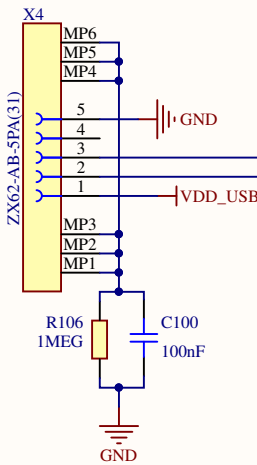 X4
ZX62-AB-5PA(31)
MP6
MP5
MP4
5
GND
4
3
2
1
VDD_USB
MP3
MP2
MP1
R106
1MEG
C100
100nF
GND